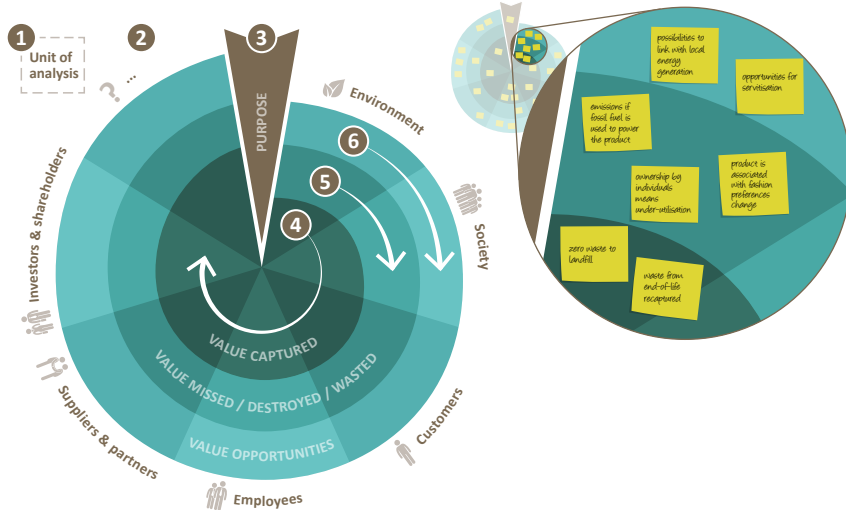 1
Unit of
analysis
2
?
...
3
PURPOSE
Environment
6
5
4
Society
Customers
Employees
Suppliers & partners
Investors & shareholders
VALUE CAPTURED
VALUE MISSED / DESTROYED / WASTED
VALUE OPPORTUNITIES
possibilities to
link with local
energy
generation
opportunities for
servitisation
emissions if
fossil fuel is
used to power
the product
ownership by
individuals
means
under-utilisation
product is
associated
with fashion
preferences
change
zero waste to
landfill
waste from
end-of-life
recaptured